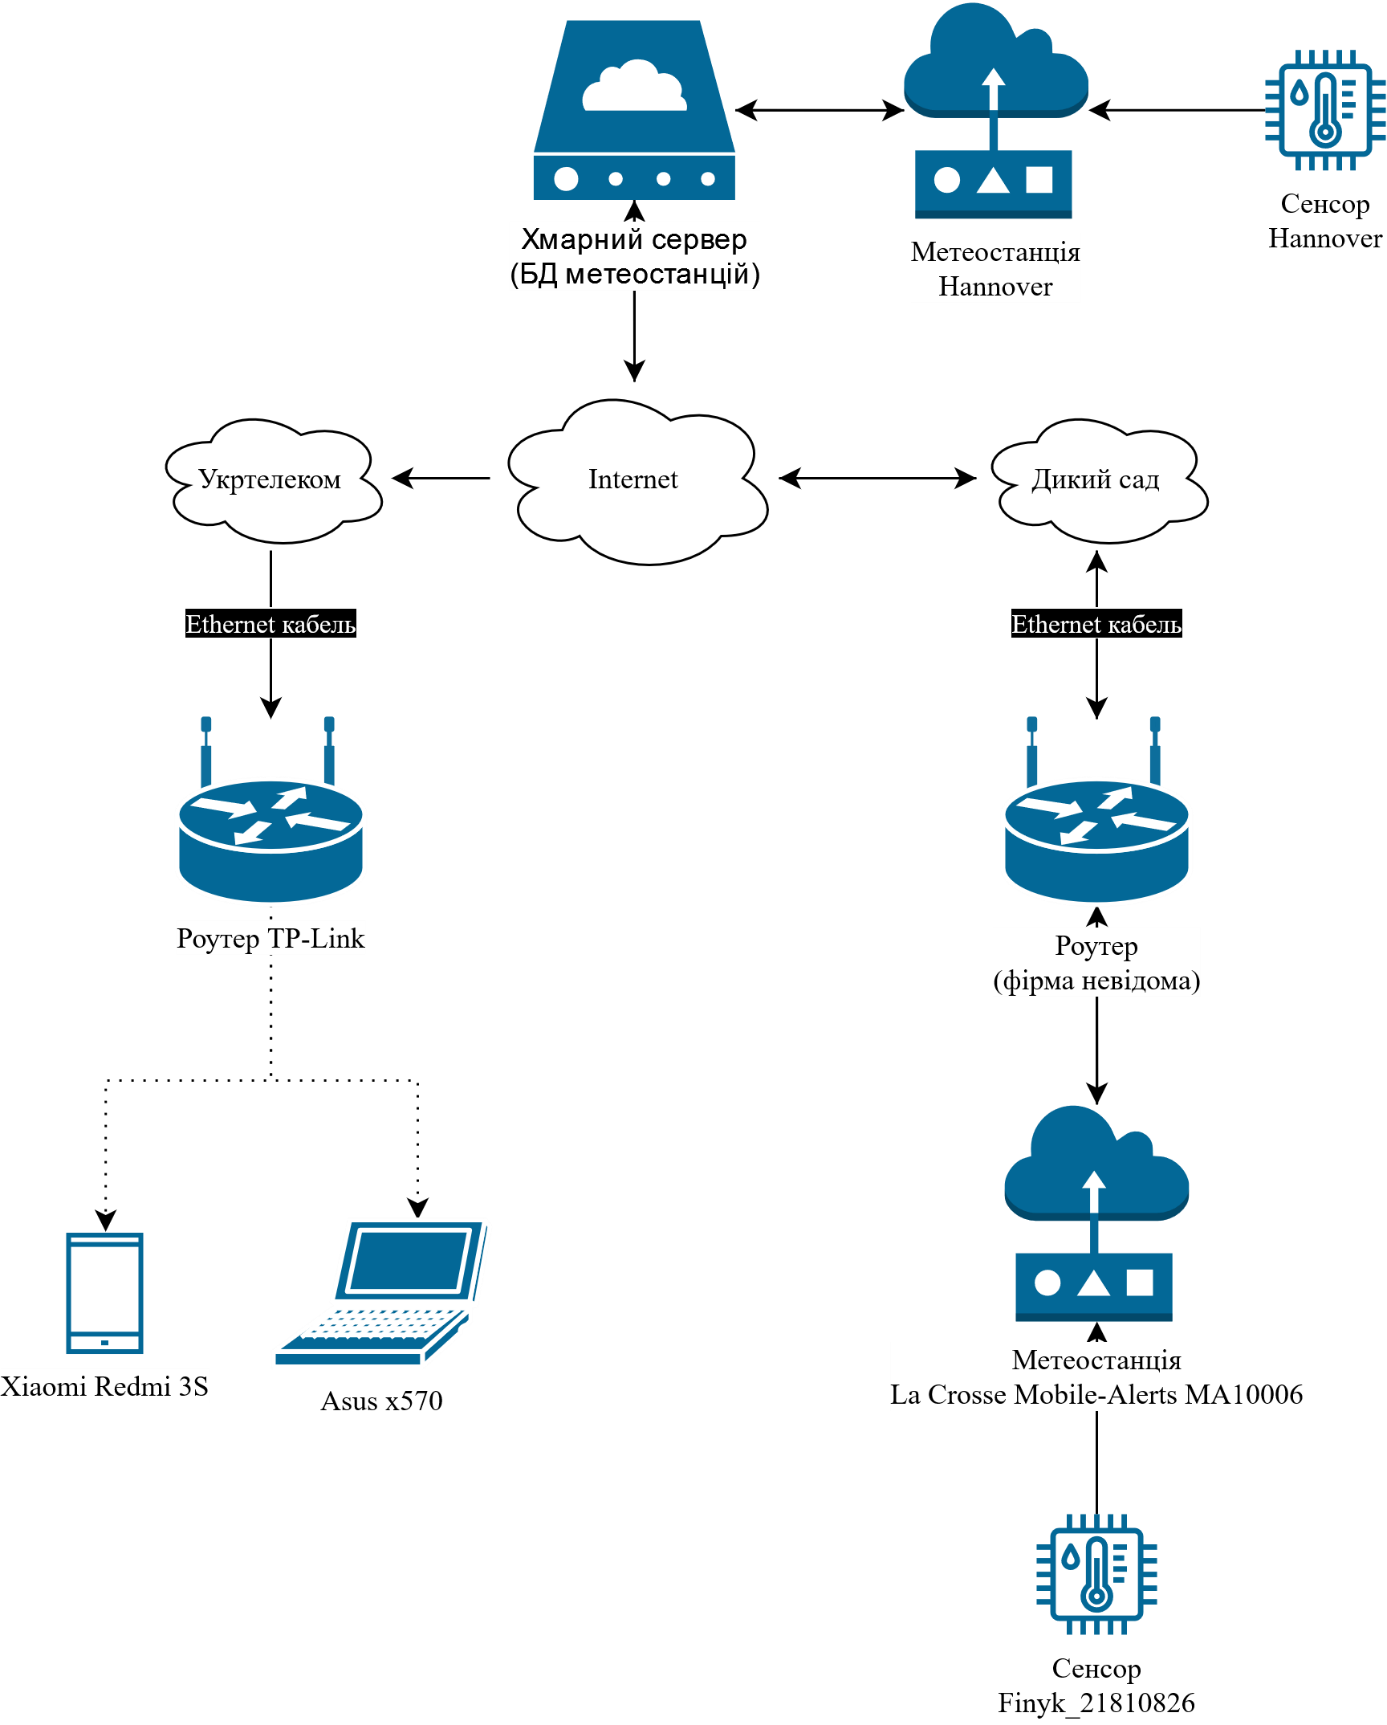 Хмарний сервер
(БД метеостанцій)
Метеостанція
Hannover
Сенсор
Hannover
Укртелеком
Internet
Дикий сад
Ethernet кабель
Ethernet кабель
Роутер TP-Link
Роутер
(фірма невідома)
Xiaomi Redmi 3S
Asus x570
Метеостанція
La Crosse Mobile-Alerts MA10006
Сенсор
Finyk_21810826